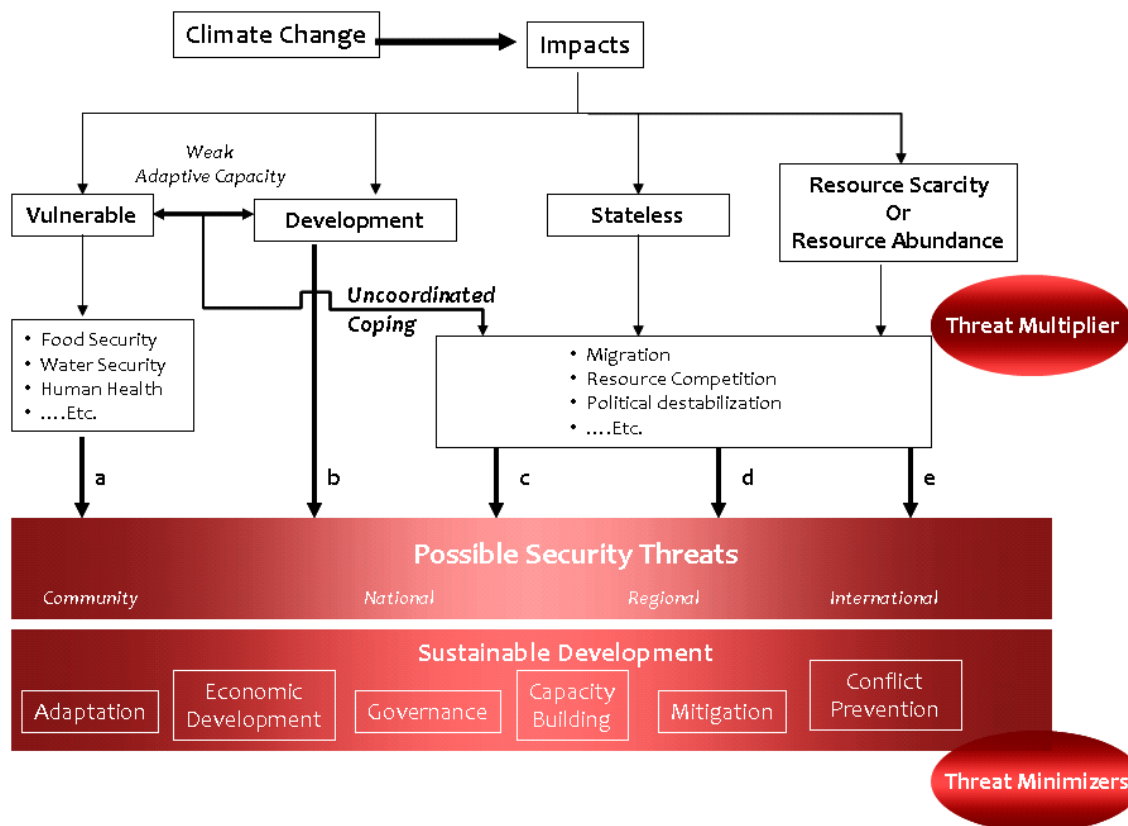 Climate Change
Impacts
Weak
Adaptive Capacity
Vulnerable
Development
Stateless
Resource Scarcity
Or
Resource Abundance
Uncoordinated
Coping
Threat Multiplier
• Food Security
• Water Security
• Human Health
• ....Etc.
• Migration
• Resource Competition
• Political destabilization
• ....Etc.
a
b
c
d
e
Possible Security Threats
Community
National
Regional
International
Sustainable Development
Adaptation
Economic
Development
Governance
Capacity
Building
Mitigation
Conflict
Prevention
Threat Minimizers